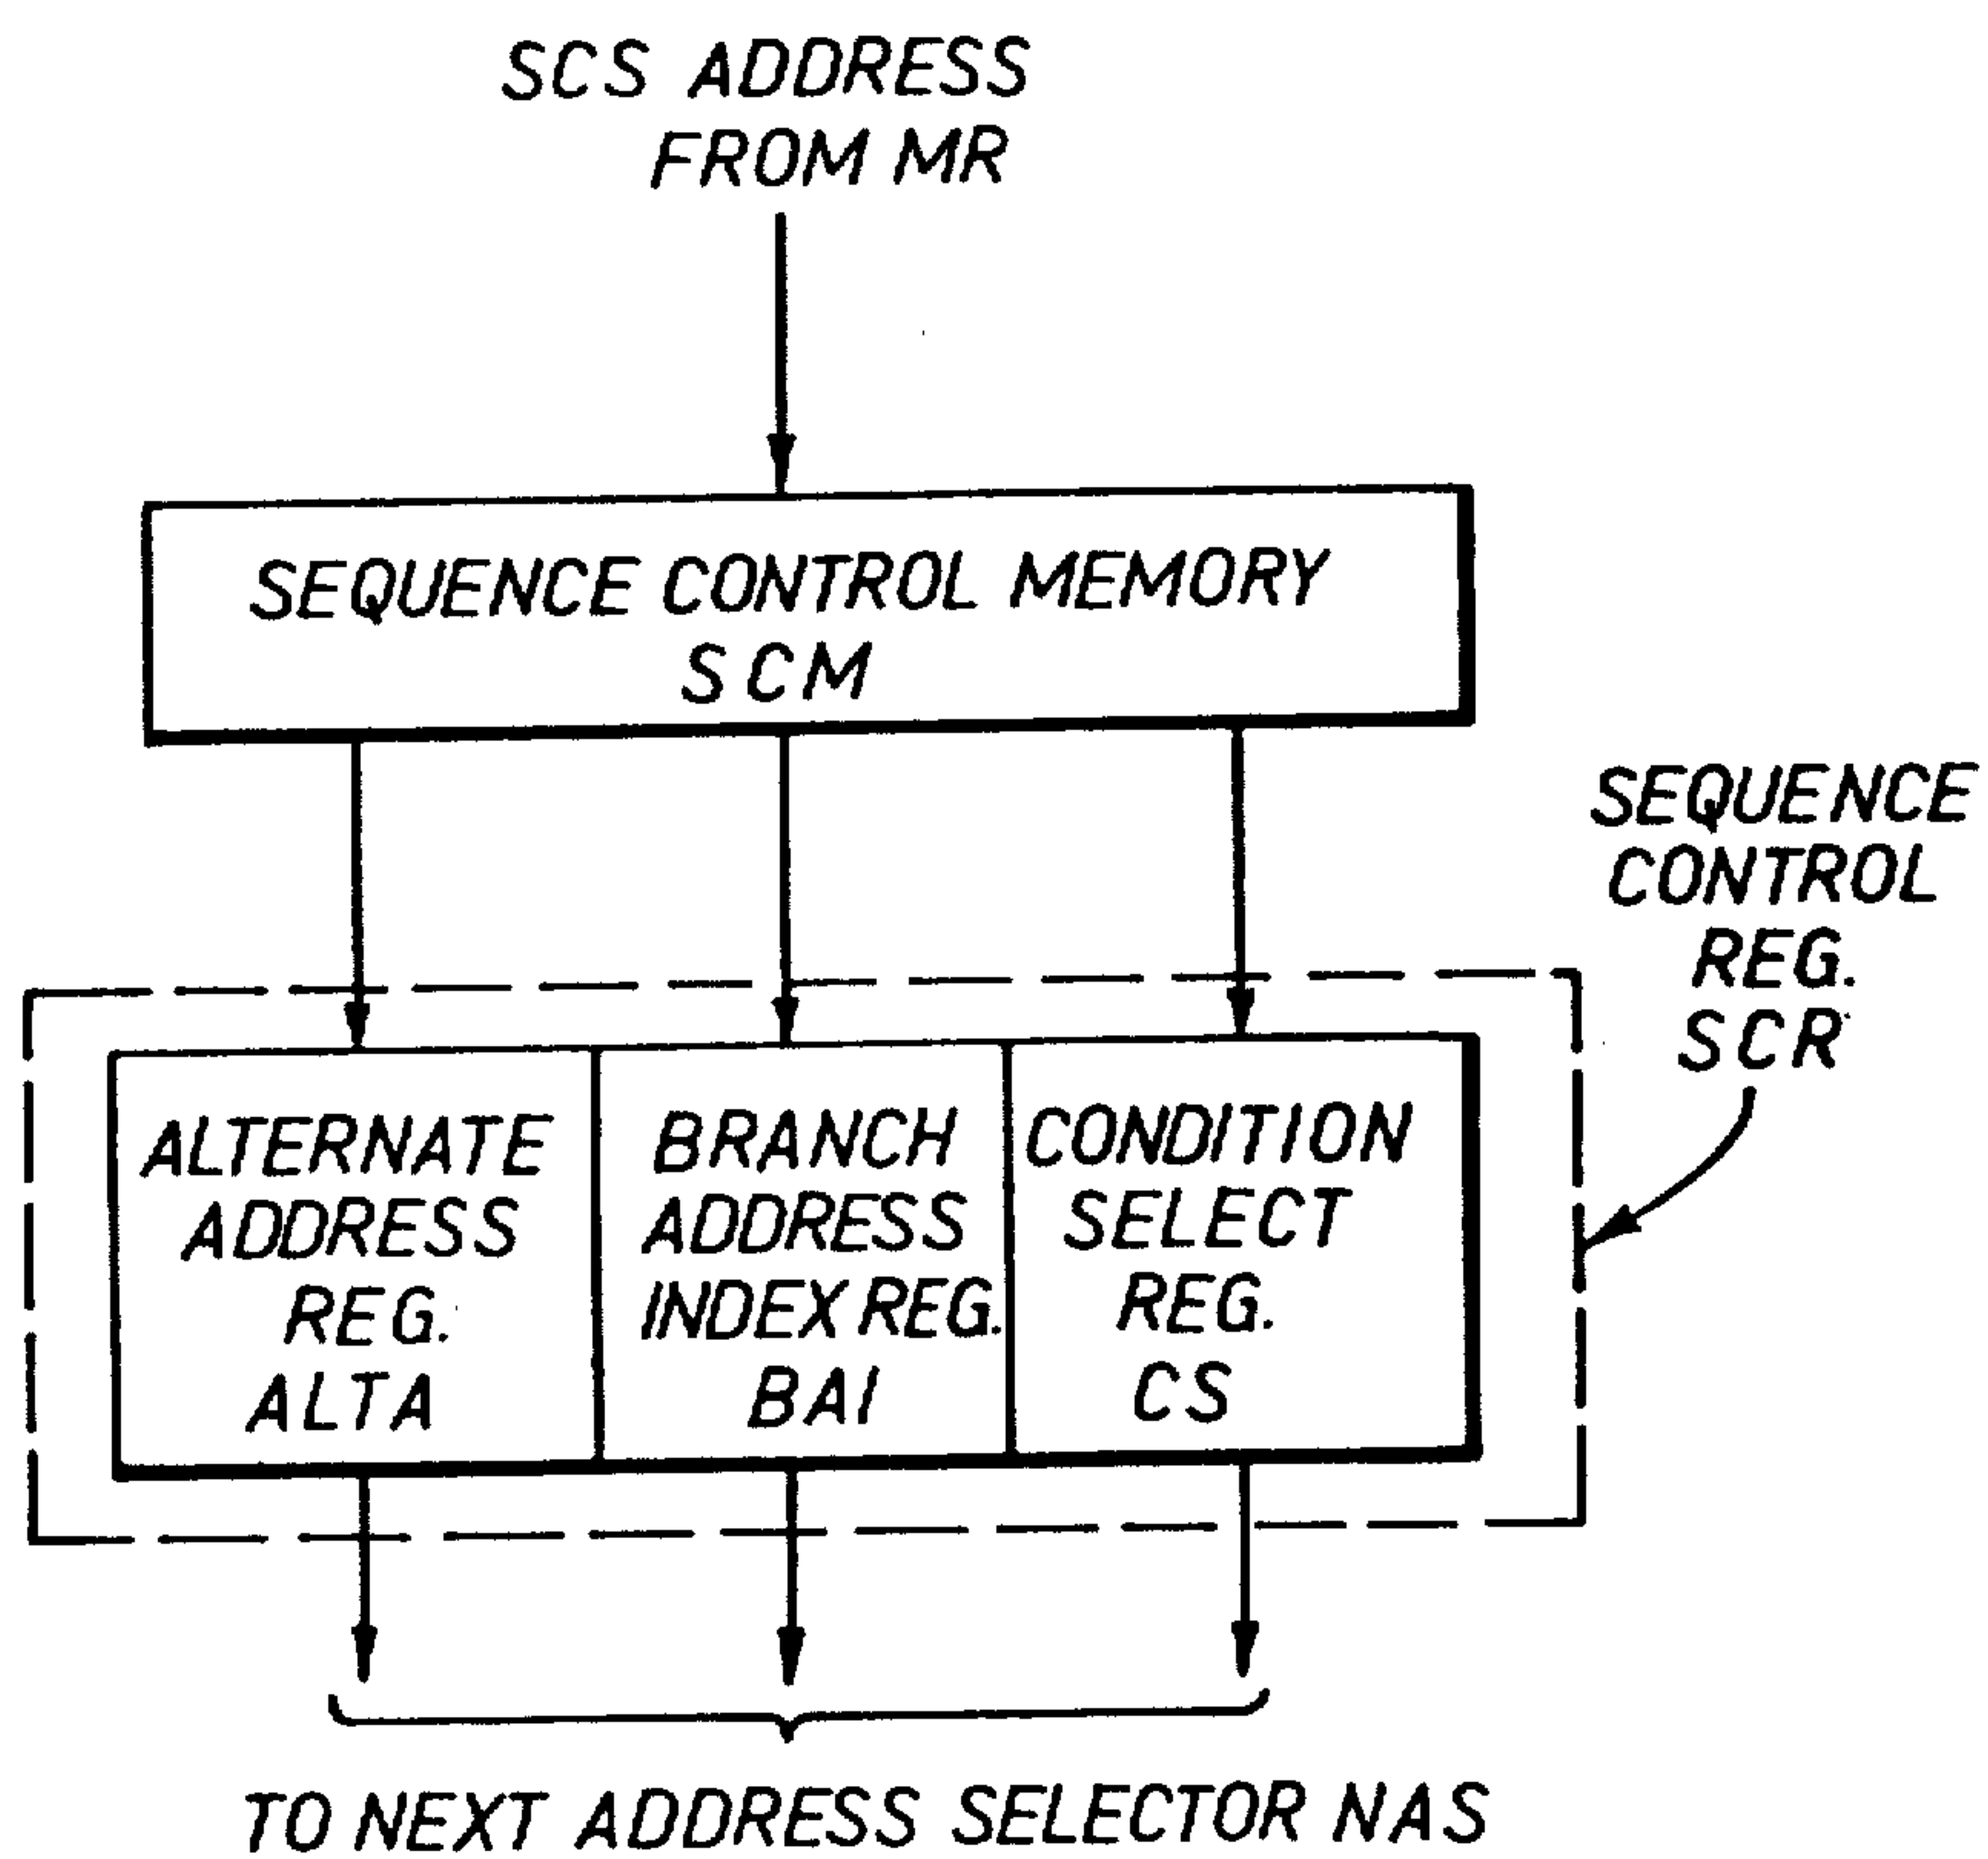 SCS ADDRESS
FROM MR
SEQUENCE CONTROL MEMORY
SCM
SEQUENCE
CONTROL
REG.
SCR
ALTERNATE
ADDRESS
REG.
ALTA
BRANCH
ADDRESS
INDEX REG.
BAI
CONDITION
SELECT
REG.
CS
TO NEXT ADDRESS SELECTOR NAS